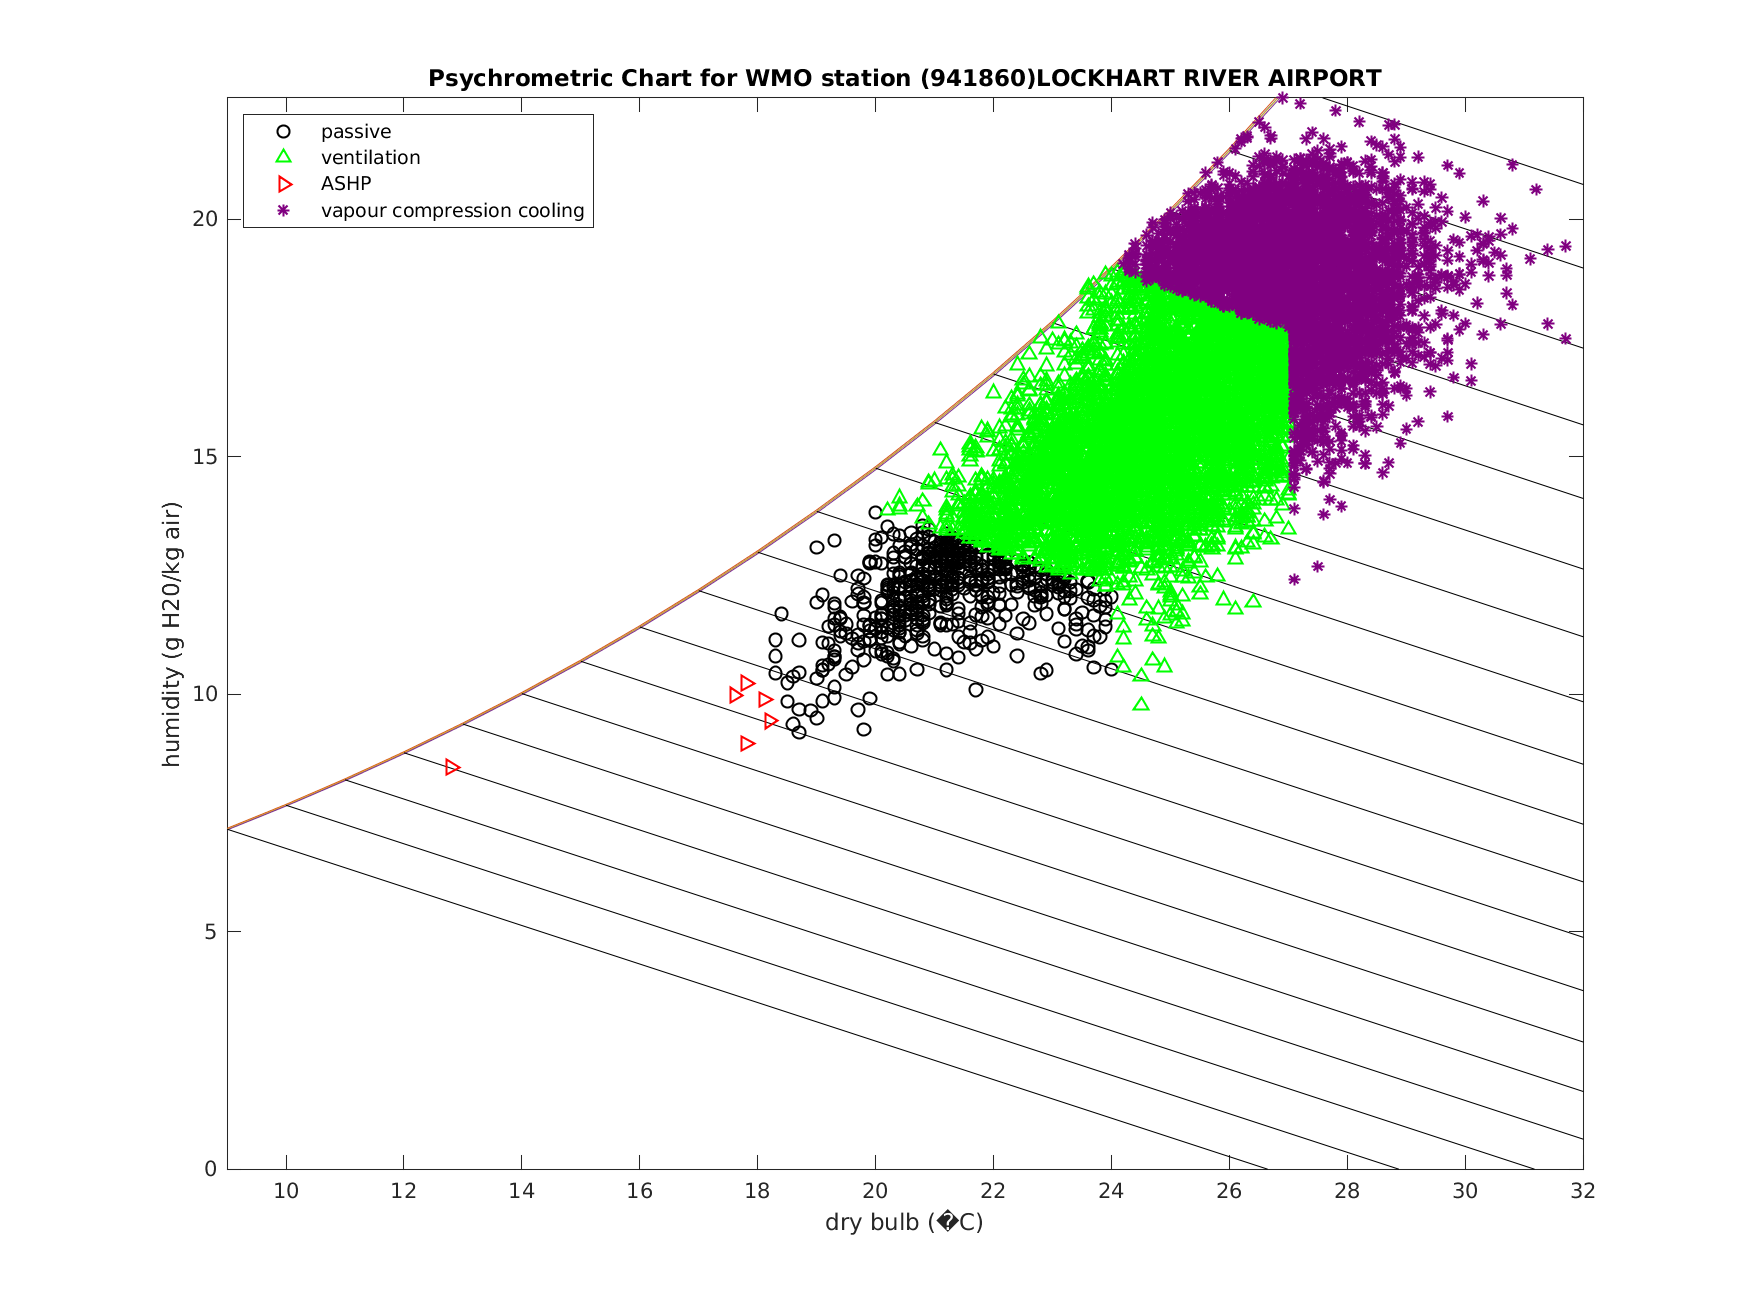 Psychrometric Chart for WMO station (941860)LOCKHART RIVER AIRPORT
passive
ventilation
ASHP
vapour compression cooling
20
15
10
5
0
humidity (g H20/kg air)
10 12 14 16 18 20 22 24 26 28 30 32
dry bulb (�C)